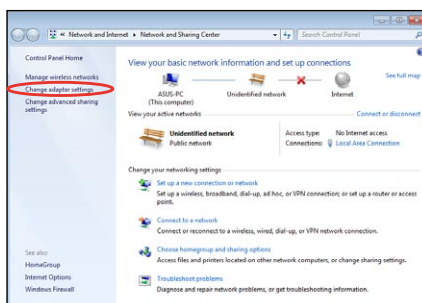 « Network and Internet ▸ Network and Sharing Center
Search Control Panel
Control Panel Home
Manage wireless networks
Change adapter settings
Change advanced sharing
settings
See also
HomeGroup
Internet Options
Windows Firewall
View your basic network information and set up connections
See full map
ASUS-PC
(This computer)
Unidentified network
Internet
View your active networks
Connect or disconnect
Unidentified network
Public network
Access type: No Internet access
Connections: Local Area Connection
Change your networking settings
Set up a new connection or network
Set up a wireless, broadband, dial-up, ad hoc, or VPN connection; or set up a router or access
point.
Connect to a network
Connect or reconnect to a wireless, wired, dial-up, or VPN network connection.
Choose homegroup and sharing options
Access files and printers located on other network computers, or change sharing settings.
Troubleshoot problems
Diagnose and repair network problems, or get troubleshooting information.